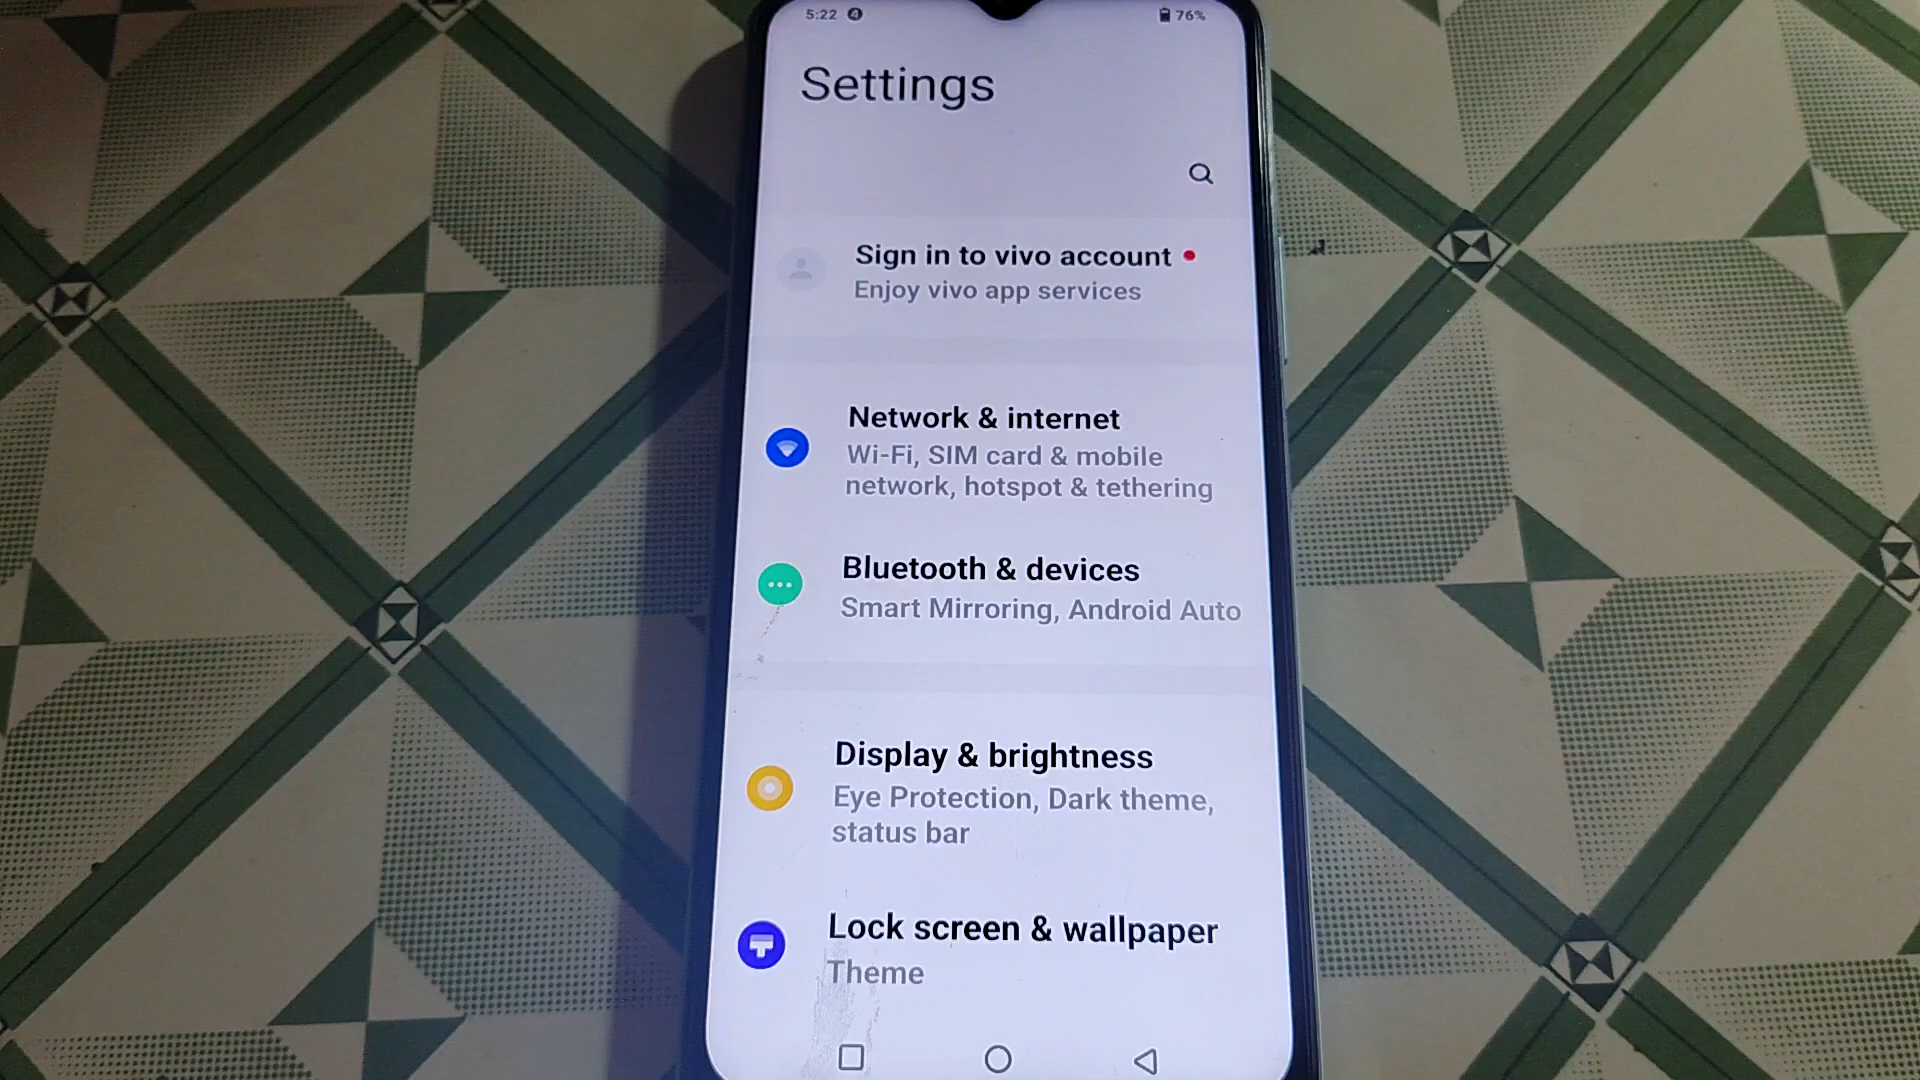 5:22 76%
Settings
Sign in to vivo account
Enjoy vivo app services
Network & internet
Wi-Fi, SIM card & mobile
network, hotspot & tethering
Bluetooth & devices
Smart Mirroring, Android Auto
Display & brightness
Eye Protection, Dark theme,
status bar
Lock screen & wallpaper
Theme